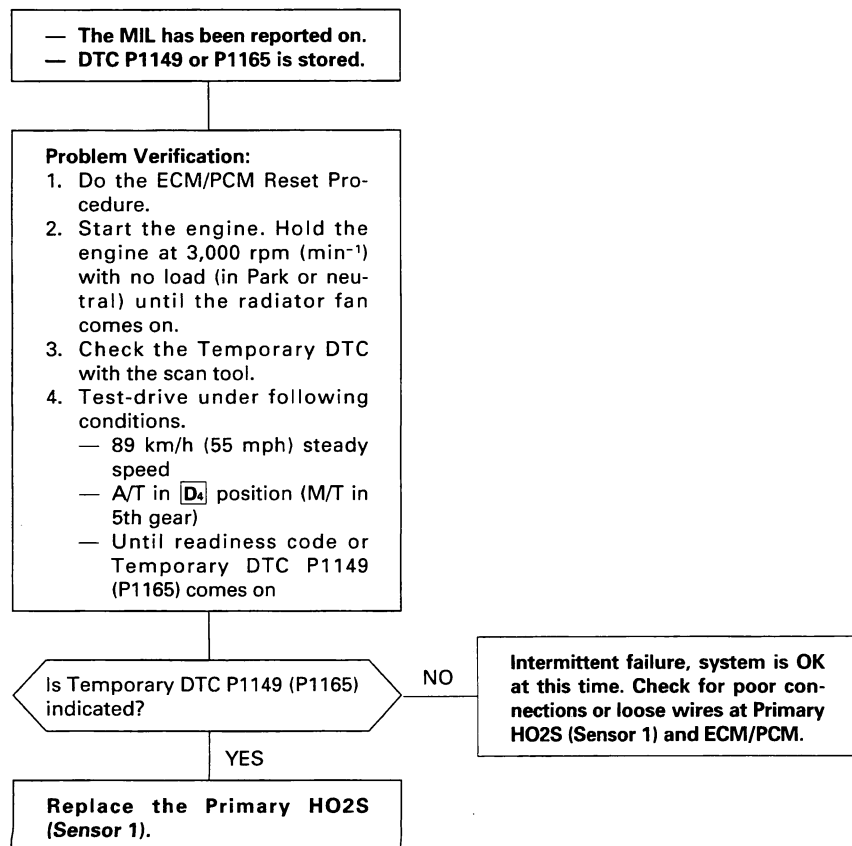 — The MIL has been reported on.
— DTC P1149 or P1165 is stored.
Problem Verification:
1. Do the ECM/PCM Reset Pro-
cedure.
2. Start the engine. Hold the
engine at 3,000 rpm (min⁻¹)
with no load (in Park or neu-
tral) until the radiator fan
comes on.
3. Check the Temporary DTC
with the scan tool.
4. Test-drive under following
conditions.
— 89 km/h (55 mph) steady
speed
— A/T in D4 position (M/T in
5th gear)
— Until readiness code or
Temporary DTC P1149
(P1165) comes on
Is Temporary DTC P1149 (P1165)
indicated?
NO
Intermittent failure, system is OK
at this time. Check for poor con-
nections or loose wires at Primary
HO2S (Sensor 1) and ECM/PCM.
YES
Replace the Primary HO2S
(Sensor 1).